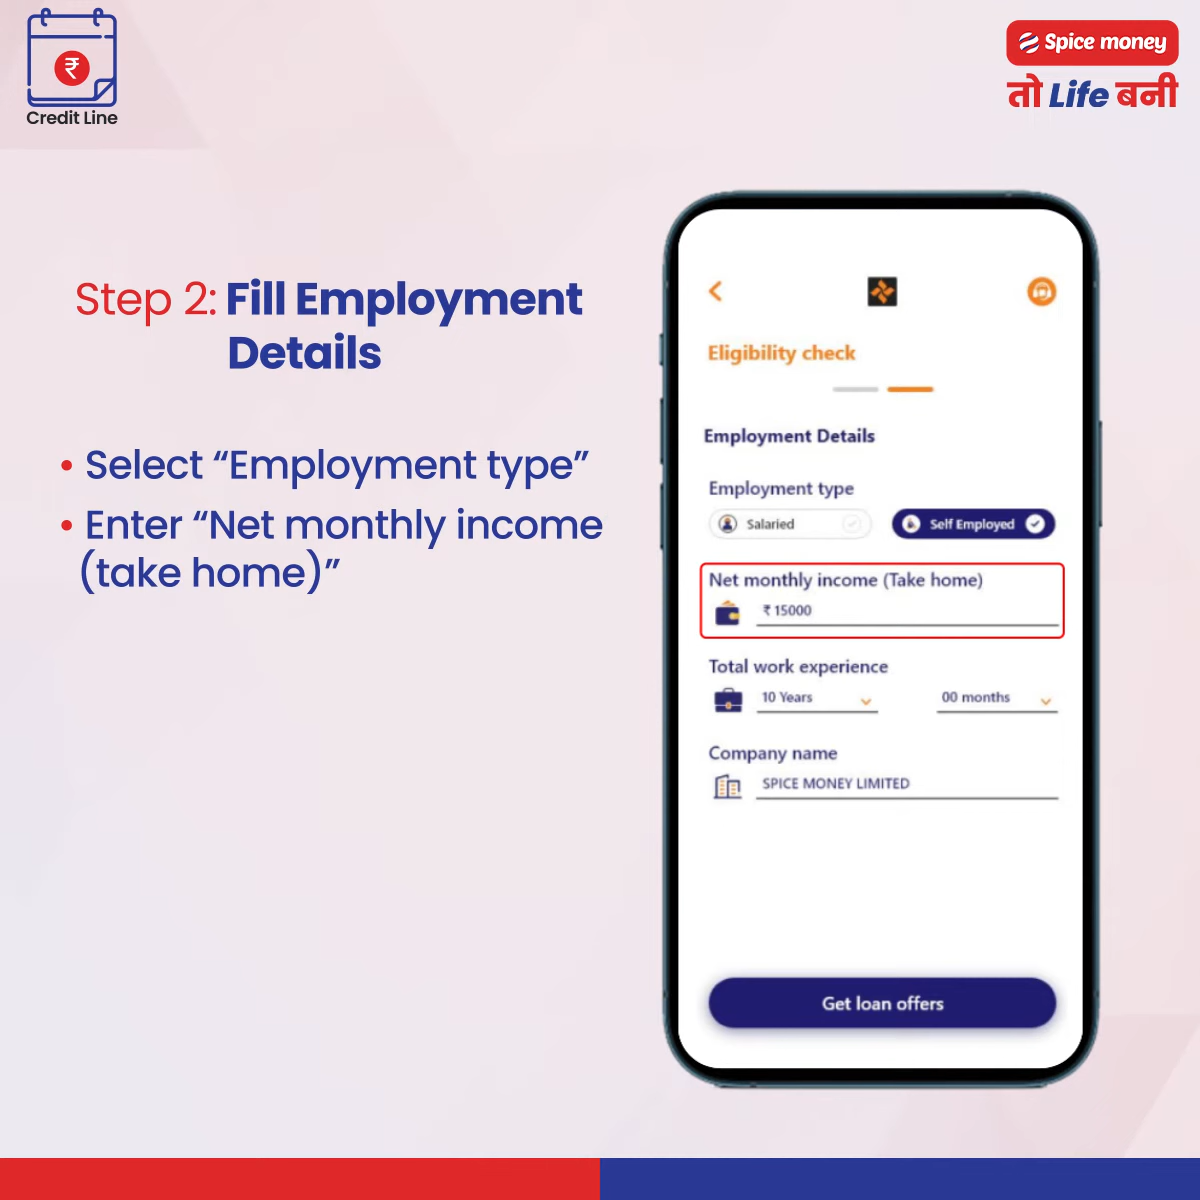 Credit Line
Spice money
तो Life बनी
Step 2: Fill Employment
Details
• Select “Employment type”
• Enter “Net monthly income
(take home)”
Eligibility check
Employment Details
Employment type
Salaried Self Employed
Net monthly income (Take home)
₹ 15000
Total work experience
10 Years 00 months
Company name
SPICE MONEY LIMITED
Get loan offers